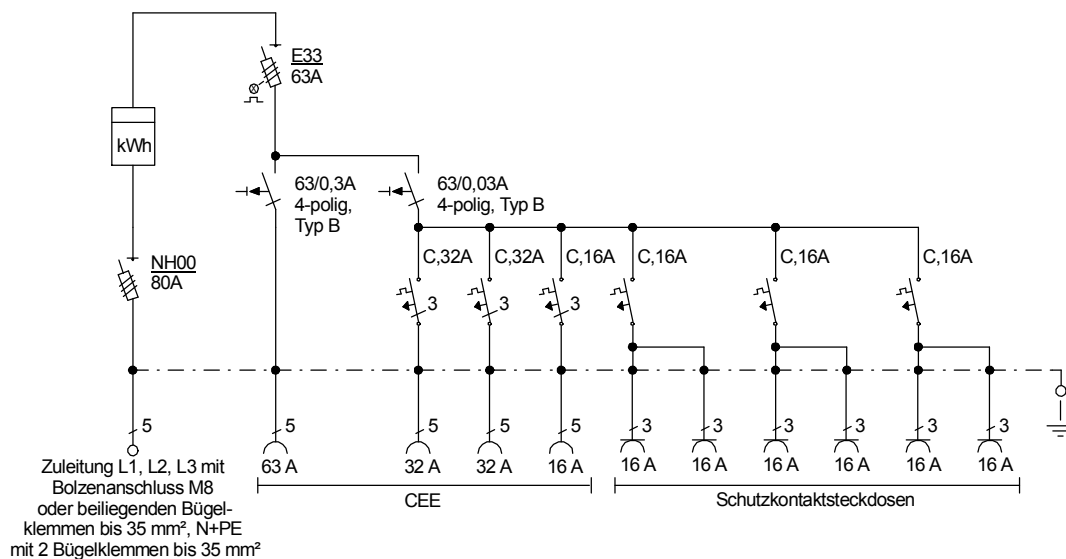 E33
63A
kWh
63/0,3A
4-polig,
Typ B
63/0,03A
4-polig, Typ B
NH00
80A
C,32A
C,32A
C,16A
C,16A
C,16A
C,16A
3
3
3
5
5
5
5
5
3
3
3
3
3
3
63 A
32 A
32 A
16 A
16 A
16 A
16 A
16 A
16 A
16 A
CEE
Schutzkontaktsteckdosen
Zuleitung L1, L2, L3 mit
Bolzenanschluss M8
oder beiliegenden Bügel-
klemmen bis 35 mm², N+PE
mit 2 Bügelklemmen bis 35 mm²